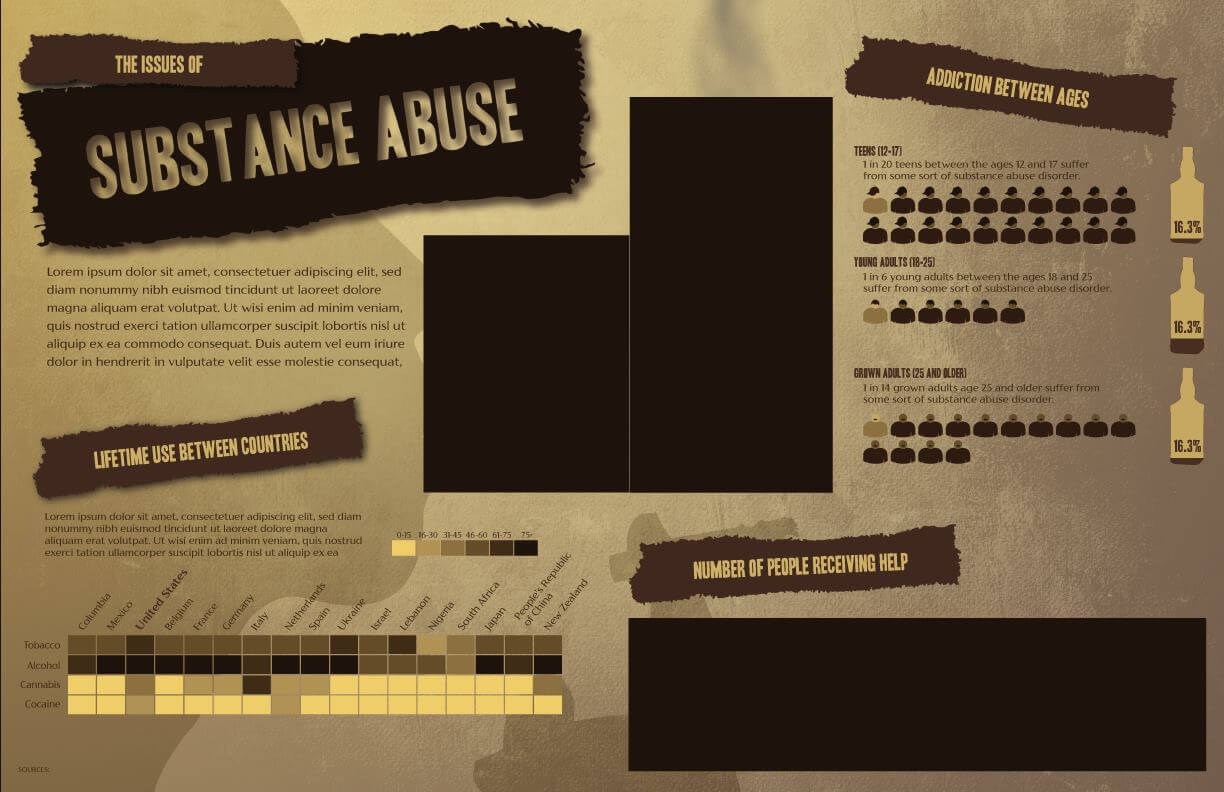 THE ISSUES OF
SUBSTANCE ABUSE
Lorem ipsum dolor sit amet, consectetuer adipiscing elit, sed
diam nonummy nibh euismod tincidunt ut laoreet dolore
magna aliquam erat volutpat. Ut wisi enim ad minim veniam,
quis nostrud exerci tation ullamcorper suscipit lobortis nisl ut
aliquip ex ea commodo consequat. Duis autem vel eum iriure
dolor in hendrerit in vulputate velit esse molestie consequat,
LIFETIME USE BETWEEN COUNTRIES
Lorem ipsum dolor sit amet, consectetuer adipiscing elit, sed diam
nonummy nibh euismod tincidunt ut laoreet dolore magna
aliquam erat volutpat. Ut wisi enim ad minim veniam, quis nostrud
exerci tation ullamcorper suscipit lobortis nisl ut aliquip ex ea
0-15 16-30 31-45 46-60 61-75 75+
Columbia
Mexico
United States
Belgium
France
Germany
Italy
Netherlands
Spain
Ukraine
Israel
Lebanon
Nigeria
South Africa
Japan
People's Republic
of China
New Zealand
Tobacco
Alcohol
Cannabis
Cocaine
SOURCES:
ADDICTION BETWEEN AGES
TEENS (12-17)
1 in 20 teens between the ages 12 and 17 suffer
from some sort of substance abuse disorder.
16.3%
YOUNG ADULTS (18-25)
1 in 6 young adults between the ages 18 and 25
suffer from some sort of substance abuse disorder.
16.3%
GROWN ADULTS (25 AND OLDER)
1 in 14 grown adults age 25 and older suffer from
some sort of substance abuse disorder.
16.3%
NUMBER OF PEOPLE RECEIVING HELP